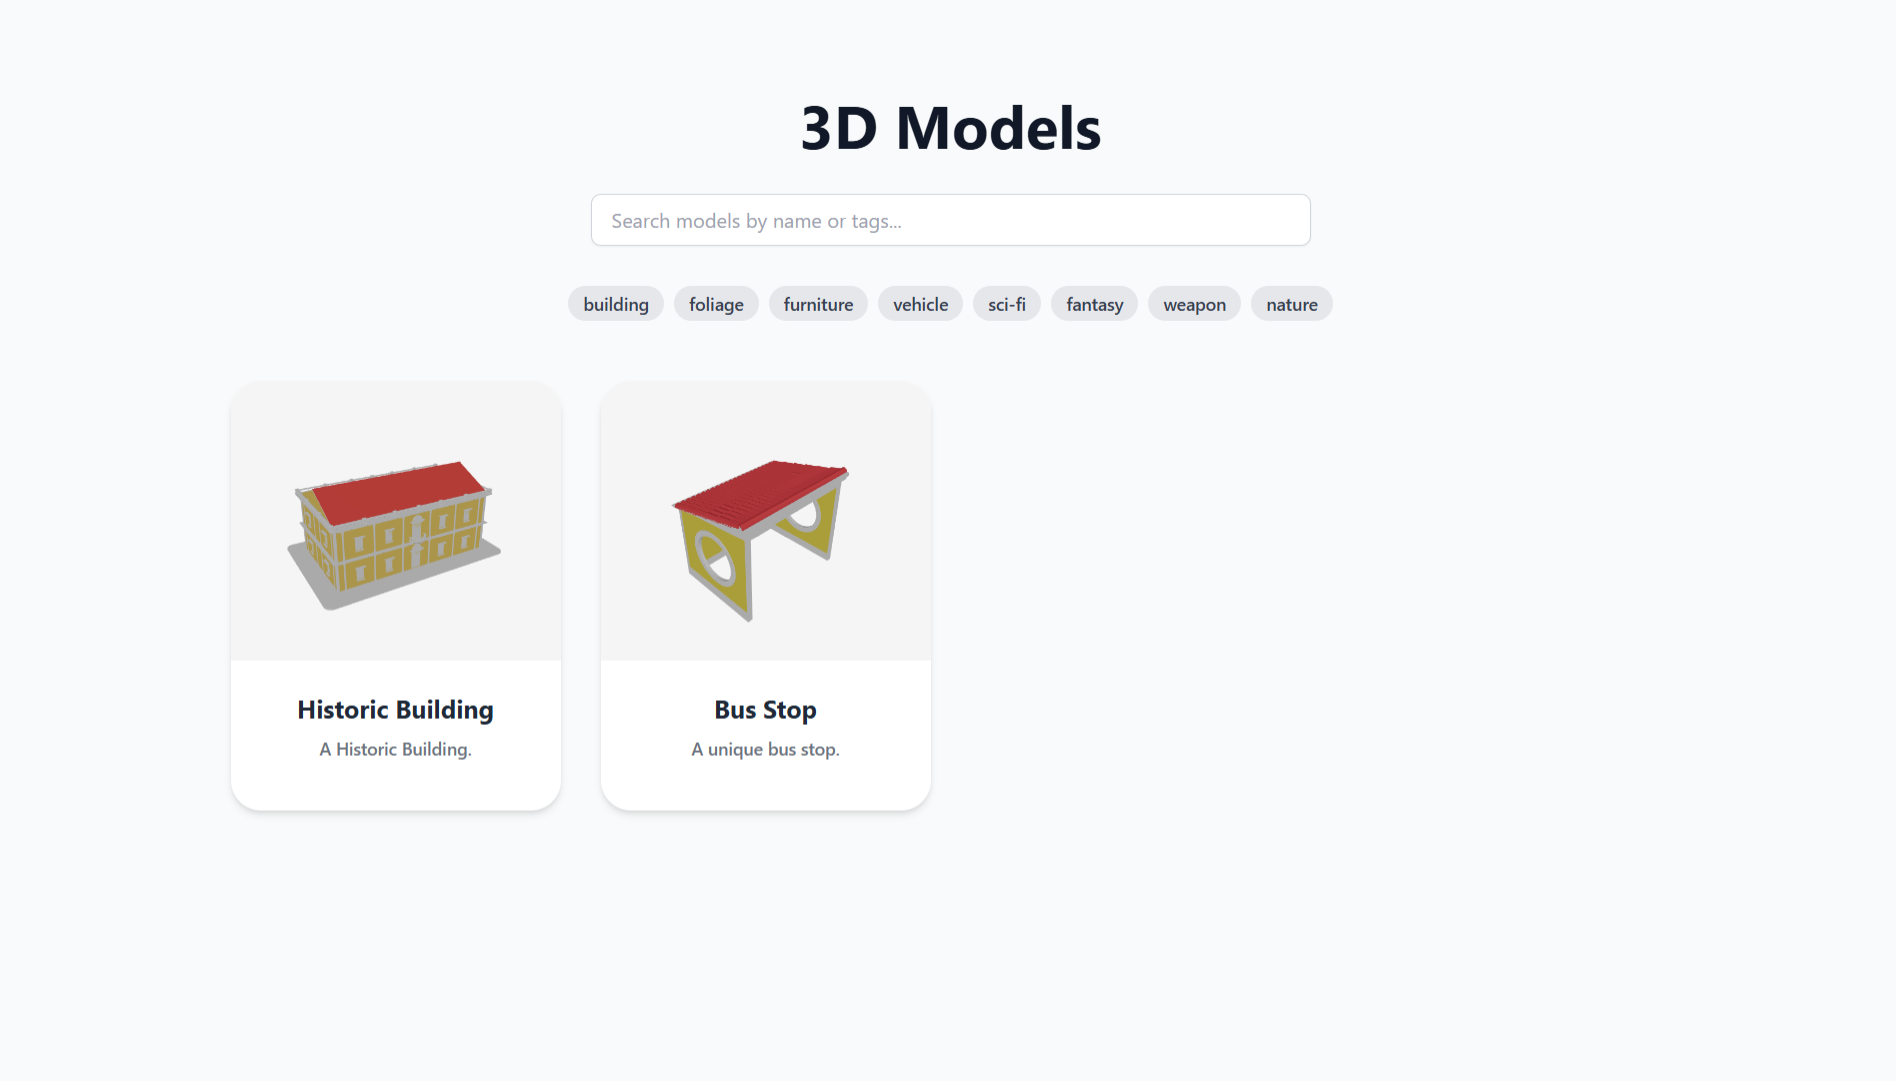 3D Models
Search models by name or tags...
building foliage furniture vehicle sci-fi fantasy weapon nature
Historic Building
A Historic Building.
Bus Stop
A unique bus stop.